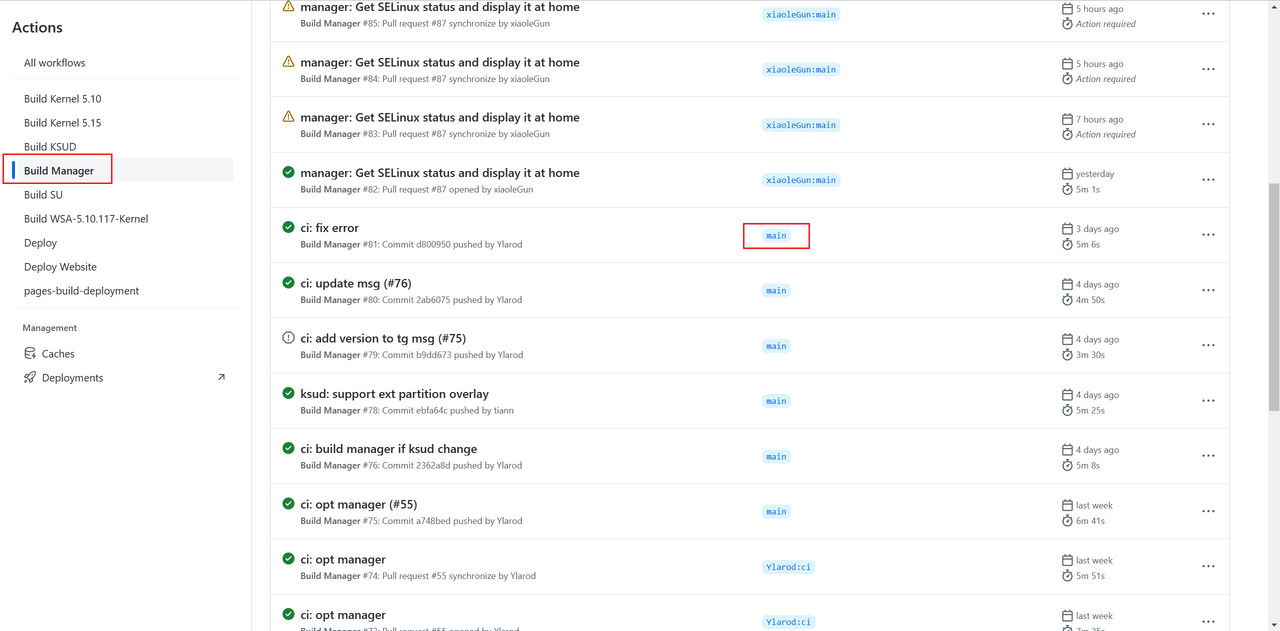 Actions
All workflows
Build Kernel 5.10
Build Kernel 5.15
Build KSUD
Build Manager
Build SU
Build WSA-5.10.117-Kernel
Deploy
Deploy Website
pages-build-deployment
Management
Caches
Deployments
manager: Get SELinux status and display it at home
Build Manager #85: Pull request #87 synchronize by xiaoleGun
xiaoleGun:main
5 hours ago
Action required
manager: Get SELinux status and display it at home
Build Manager #84: Pull request #87 synchronize by xiaoleGun
xiaoleGun:main
5 hours ago
Action required
manager: Get SELinux status and display it at home
Build Manager #83: Pull request #87 synchronize by xiaoleGun
xiaoleGun:main
7 hours ago
Action required
manager: Get SELinux status and display it at home
Build Manager #82: Pull request #87 opened by xiaoleGun
xiaoleGun:main
yesterday
5m 1s
ci: fix error
Build Manager #81: Commit d800950 pushed by Ylarod
main
3 days ago
5m 6s
ci: update msg (#76)
Build Manager #80: Commit 2ab6075 pushed by Ylarod
main
4 days ago
4m 50s
ci: add version to tg msg (#75)
Build Manager #79: Commit b9dd673 pushed by Ylarod
main
4 days ago
3m 30s
ksud: support ext partition overlay
Build Manager #78: Commit ebfa64c pushed by tiann
main
4 days ago
5m 25s
ci: build manager if ksud change
Build Manager #76: Commit 2362a8d pushed by Ylarod
main
4 days ago
5m 8s
ci: opt manager (#55)
Build Manager #75: Commit a748bed pushed by Ylarod
main
last week
6m 41s
ci: opt manager
Build Manager #74: Pull request #55 synchronize by Ylarod
Ylarod:ci
last week
5m 51s
ci: opt manager
Build Manager #73: Pull request #55 opened by Ylarod
Ylarod:ci
last week
7m 25s